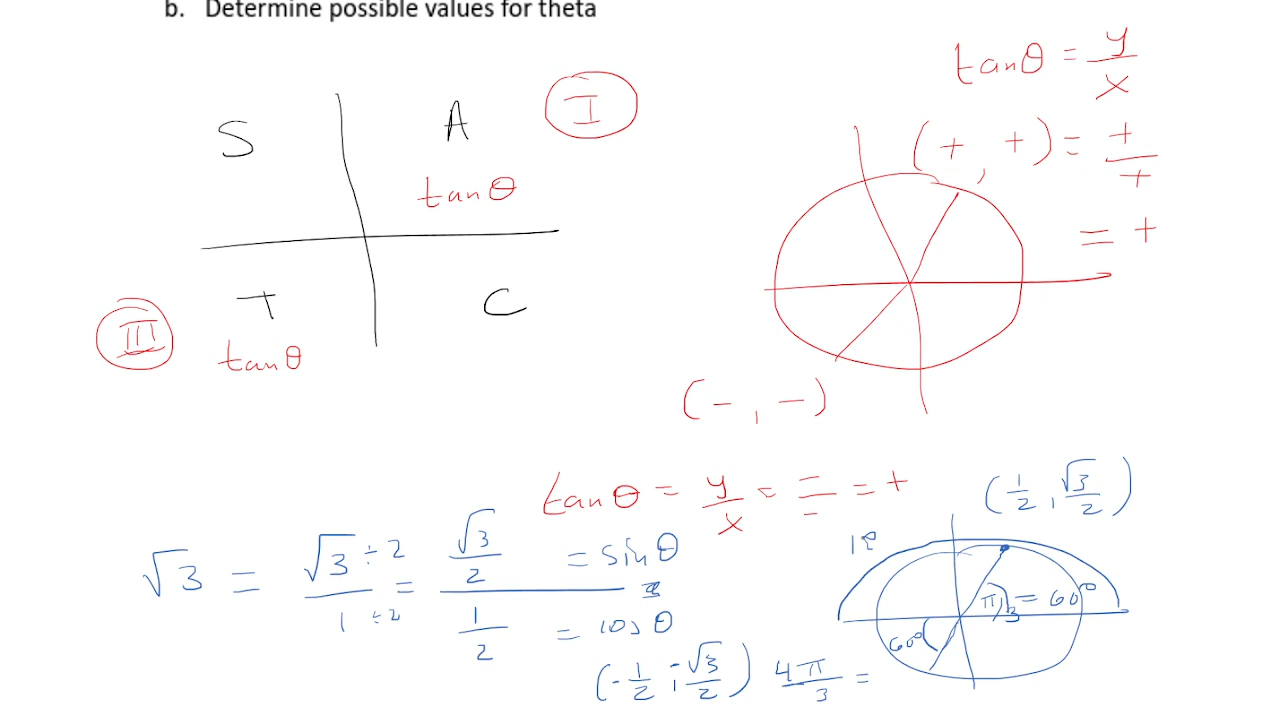 b. Determine possible values for theta
S A I
tanθ
T C
III
tanθ
tanθ = y/x
(+, +) = +/+
= +
(-, -)
tanθ = y/x = -/- = +
√3 = √3 ÷ 2 / 1 ÷ 2 = √3/2 = sinθ
1/2 = cosθ
(1/2, √3/2)
π/3 = 60°
60°
(-1/2, -√3/2) 4π/3 =